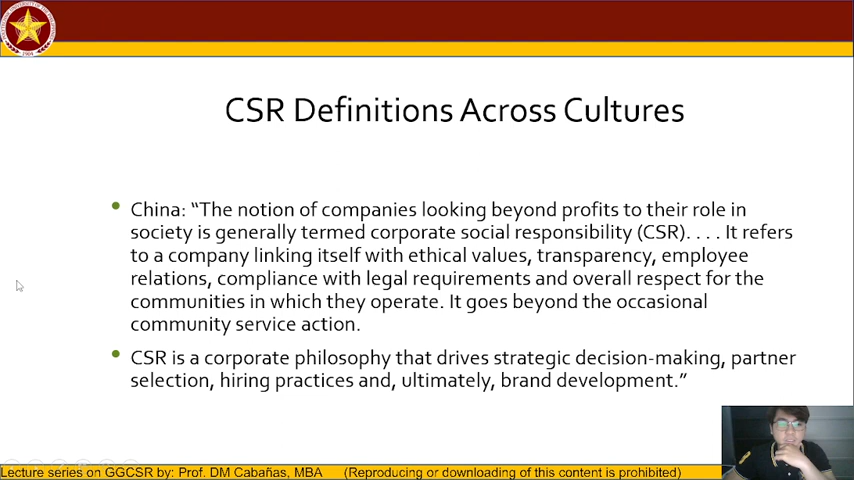 CSR Definitions Across Cultures
China: “The notion of companies looking beyond profits to their role in
society is generally termed corporate social responsibility (CSR). . . . It refers
to a company linking itself with ethical values, transparency, employee
relations, compliance with legal requirements and overall respect for the
communities in which they operate. It goes beyond the occasional
community service action.
CSR is a corporate philosophy that drives strategic decision-making, partner
selection, hiring practices and, ultimately, brand development.”
Lecture series on GGCSR by: Prof. DM Cabañas, MBA (Reproducing or downloading of this content is prohibited)